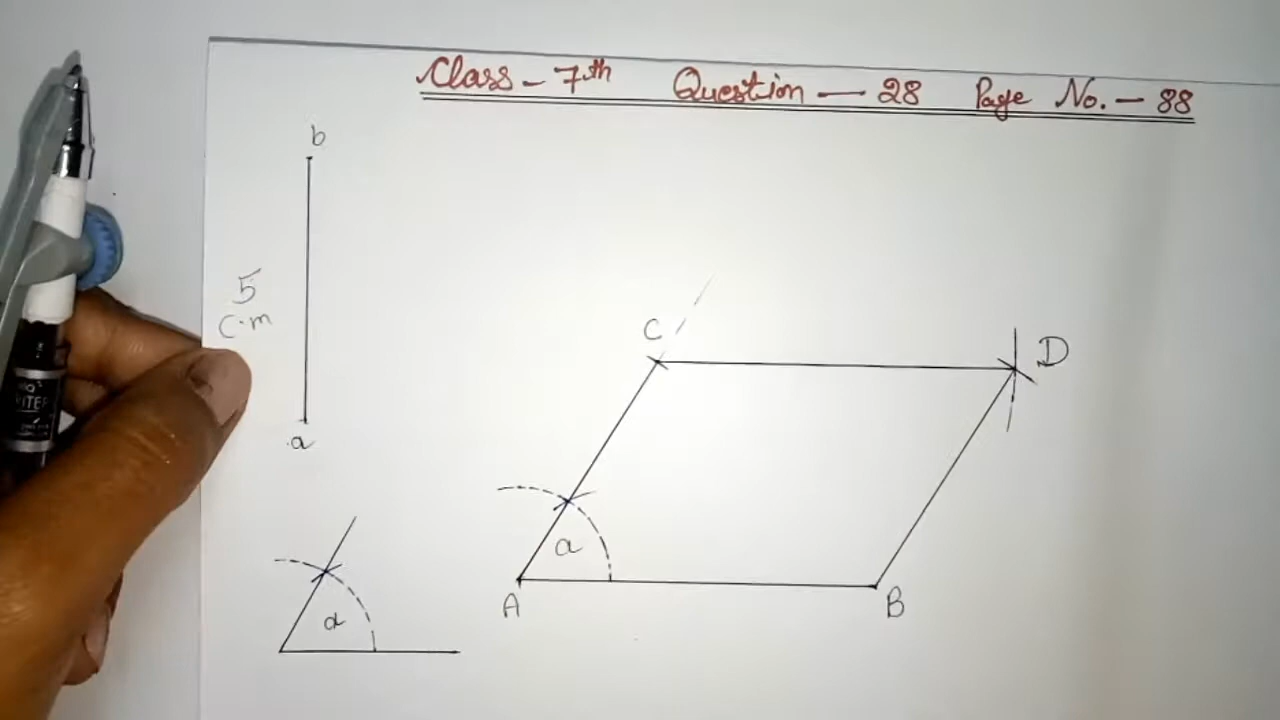 Class - 7th Question — 28 Page No. - 88
b
5
c.m
a
C
D
a
A
B
α